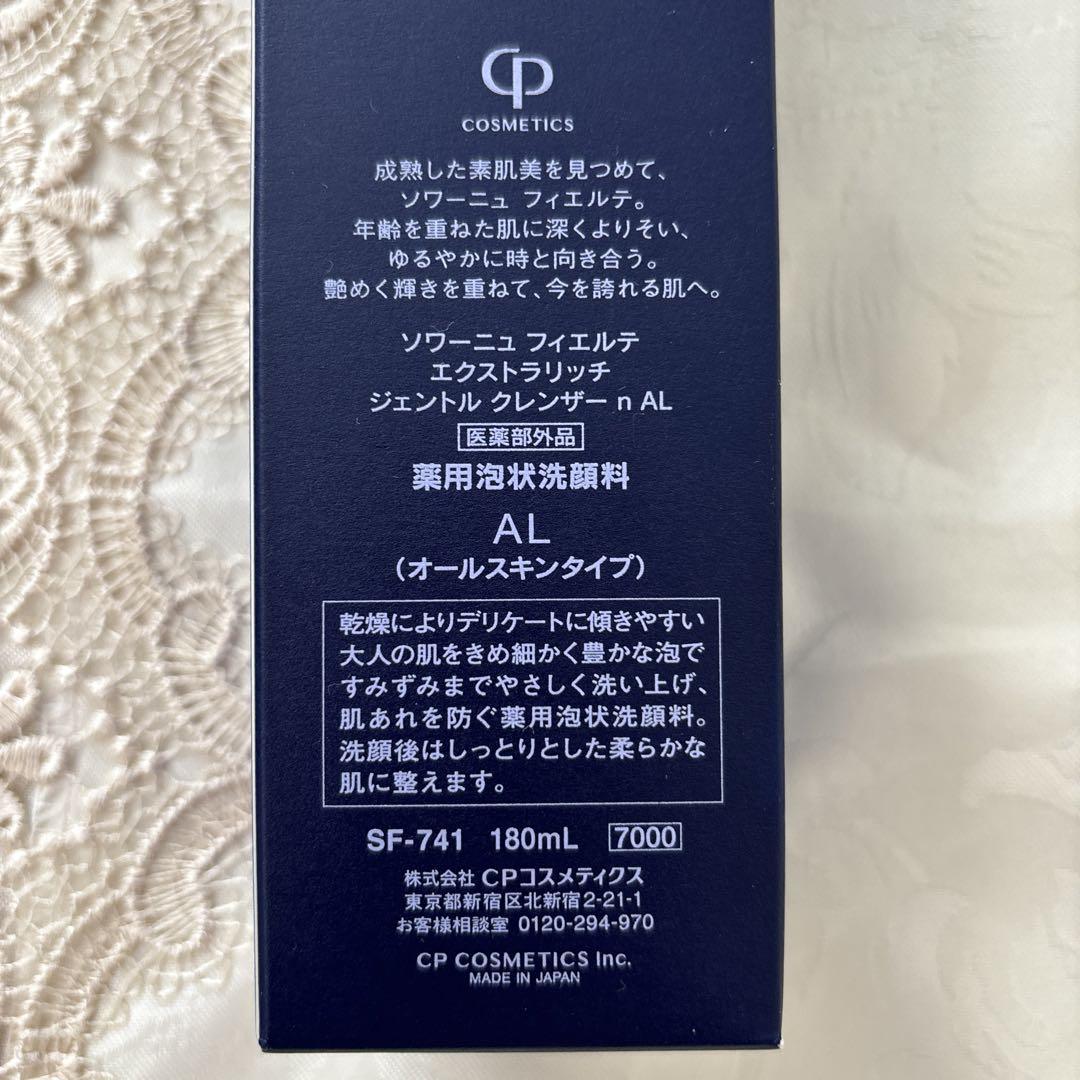 CP
COSMETICS
成熟した素肌美を見つめて、
ソワーニュ フィエルテ。
年齢を重ねた肌に深くよりそい、
ゆるやかに時と向き合う。
艶めく輝きを重ねて、今を誇れる肌へ。
ソワーニュ フィエルテ
エクストラリッチ
ジェントル クレンザー n AL
医薬部外品
薬用泡状洗顔料
AL
(オールスキンタイプ)
乾燥によりデリケートに傾きやすい
大人の肌をきめ細かく豊かな泡で
すみずみまでやさしく洗い上げ、
肌あれを防ぐ薬用泡状洗顔料。
洗顔後はしっとりとした柔らかな
肌に整えます。
SF-741 180mL 7000
株式会社 CPコスメティクス
東京都新宿区北新宿2-21-1
お客様相談室 0120-294-970
CP COSMETICS Inc.
MADE IN JAPAN